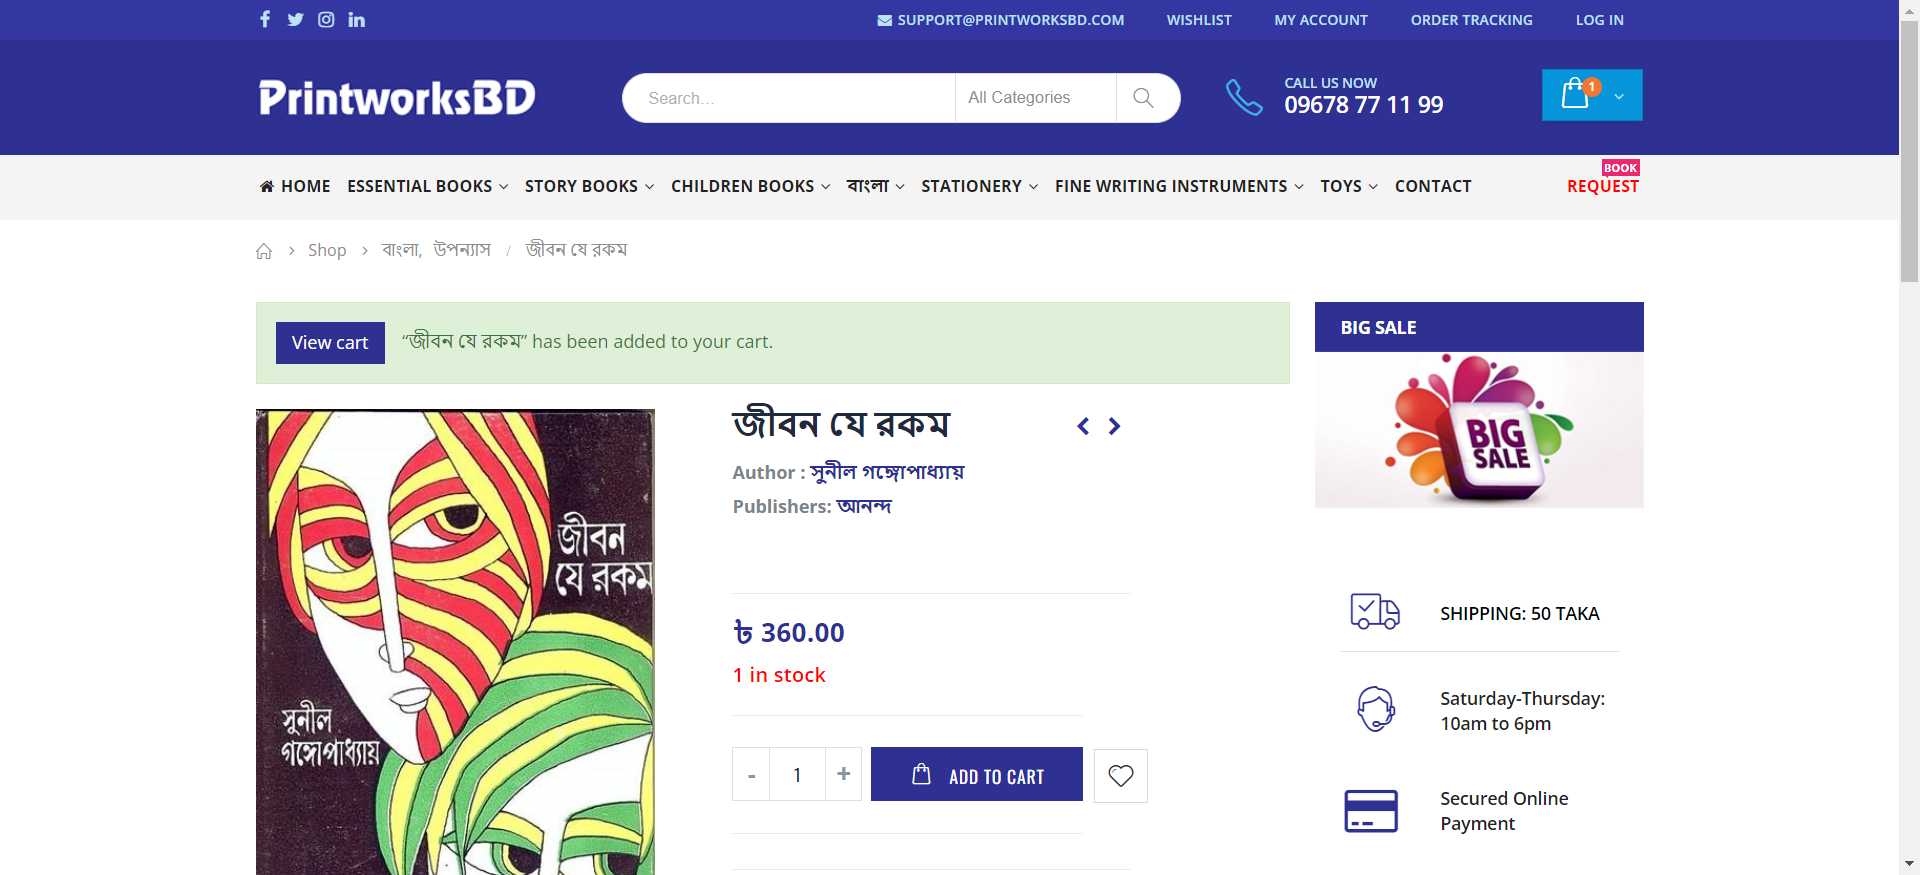 SUPPORT@PRINTWORKSBD.COM WISHLIST MY ACCOUNT ORDER TRACKING LOG IN
PrintworksBD
Search...
All Categories
CALL US NOW
09678 77 11 99
1
HOME ESSENTIAL BOOKS STORY BOOKS CHILDREN BOOKS বাংলা STATIONERY FINE WRITING INSTRUMENTS TOYS CONTACT
BOOK
REQUEST
Shop > বাংলা, উপন্যাস / জীবন যে রকম
View cart “জীবন যে রকম” has been added to your cart.
জীবন
যে রকম
সুনীল
গঙ্গোপাধ্যায়
জীবন যে রকম
Author : সুনীল গঙ্গোপাধ্যায়
Publishers: আনন্দ
৳ 360.00
1 in stock
- 1 + ADD TO CART
BIG SALE
BIG
SALE
SHIPPING: 50 TAKA
Saturday-Thursday:
10am to 6pm
Secured Online
Payment